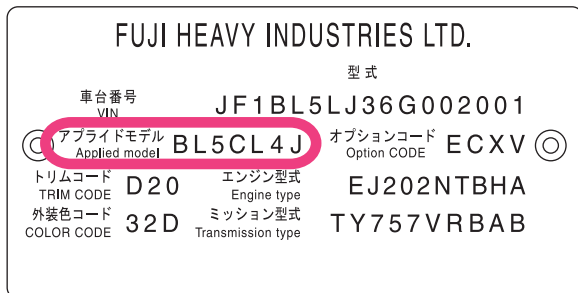 FUJI HEAVY INDUSTRIES LTD.
型式
車台番号
VIN
JF1BL5LJ36G002001
アプライドモデル
Applied model
BL5CL4J
オプションコード
Option CODE
ECXV
トリムコード
TRIM CODE
D20
エンジン型式
Engine type
EJ202NTBHA
外装色コード
COLOR CODE
32D
ミッション型式
Transmission type
TY757VRBAB